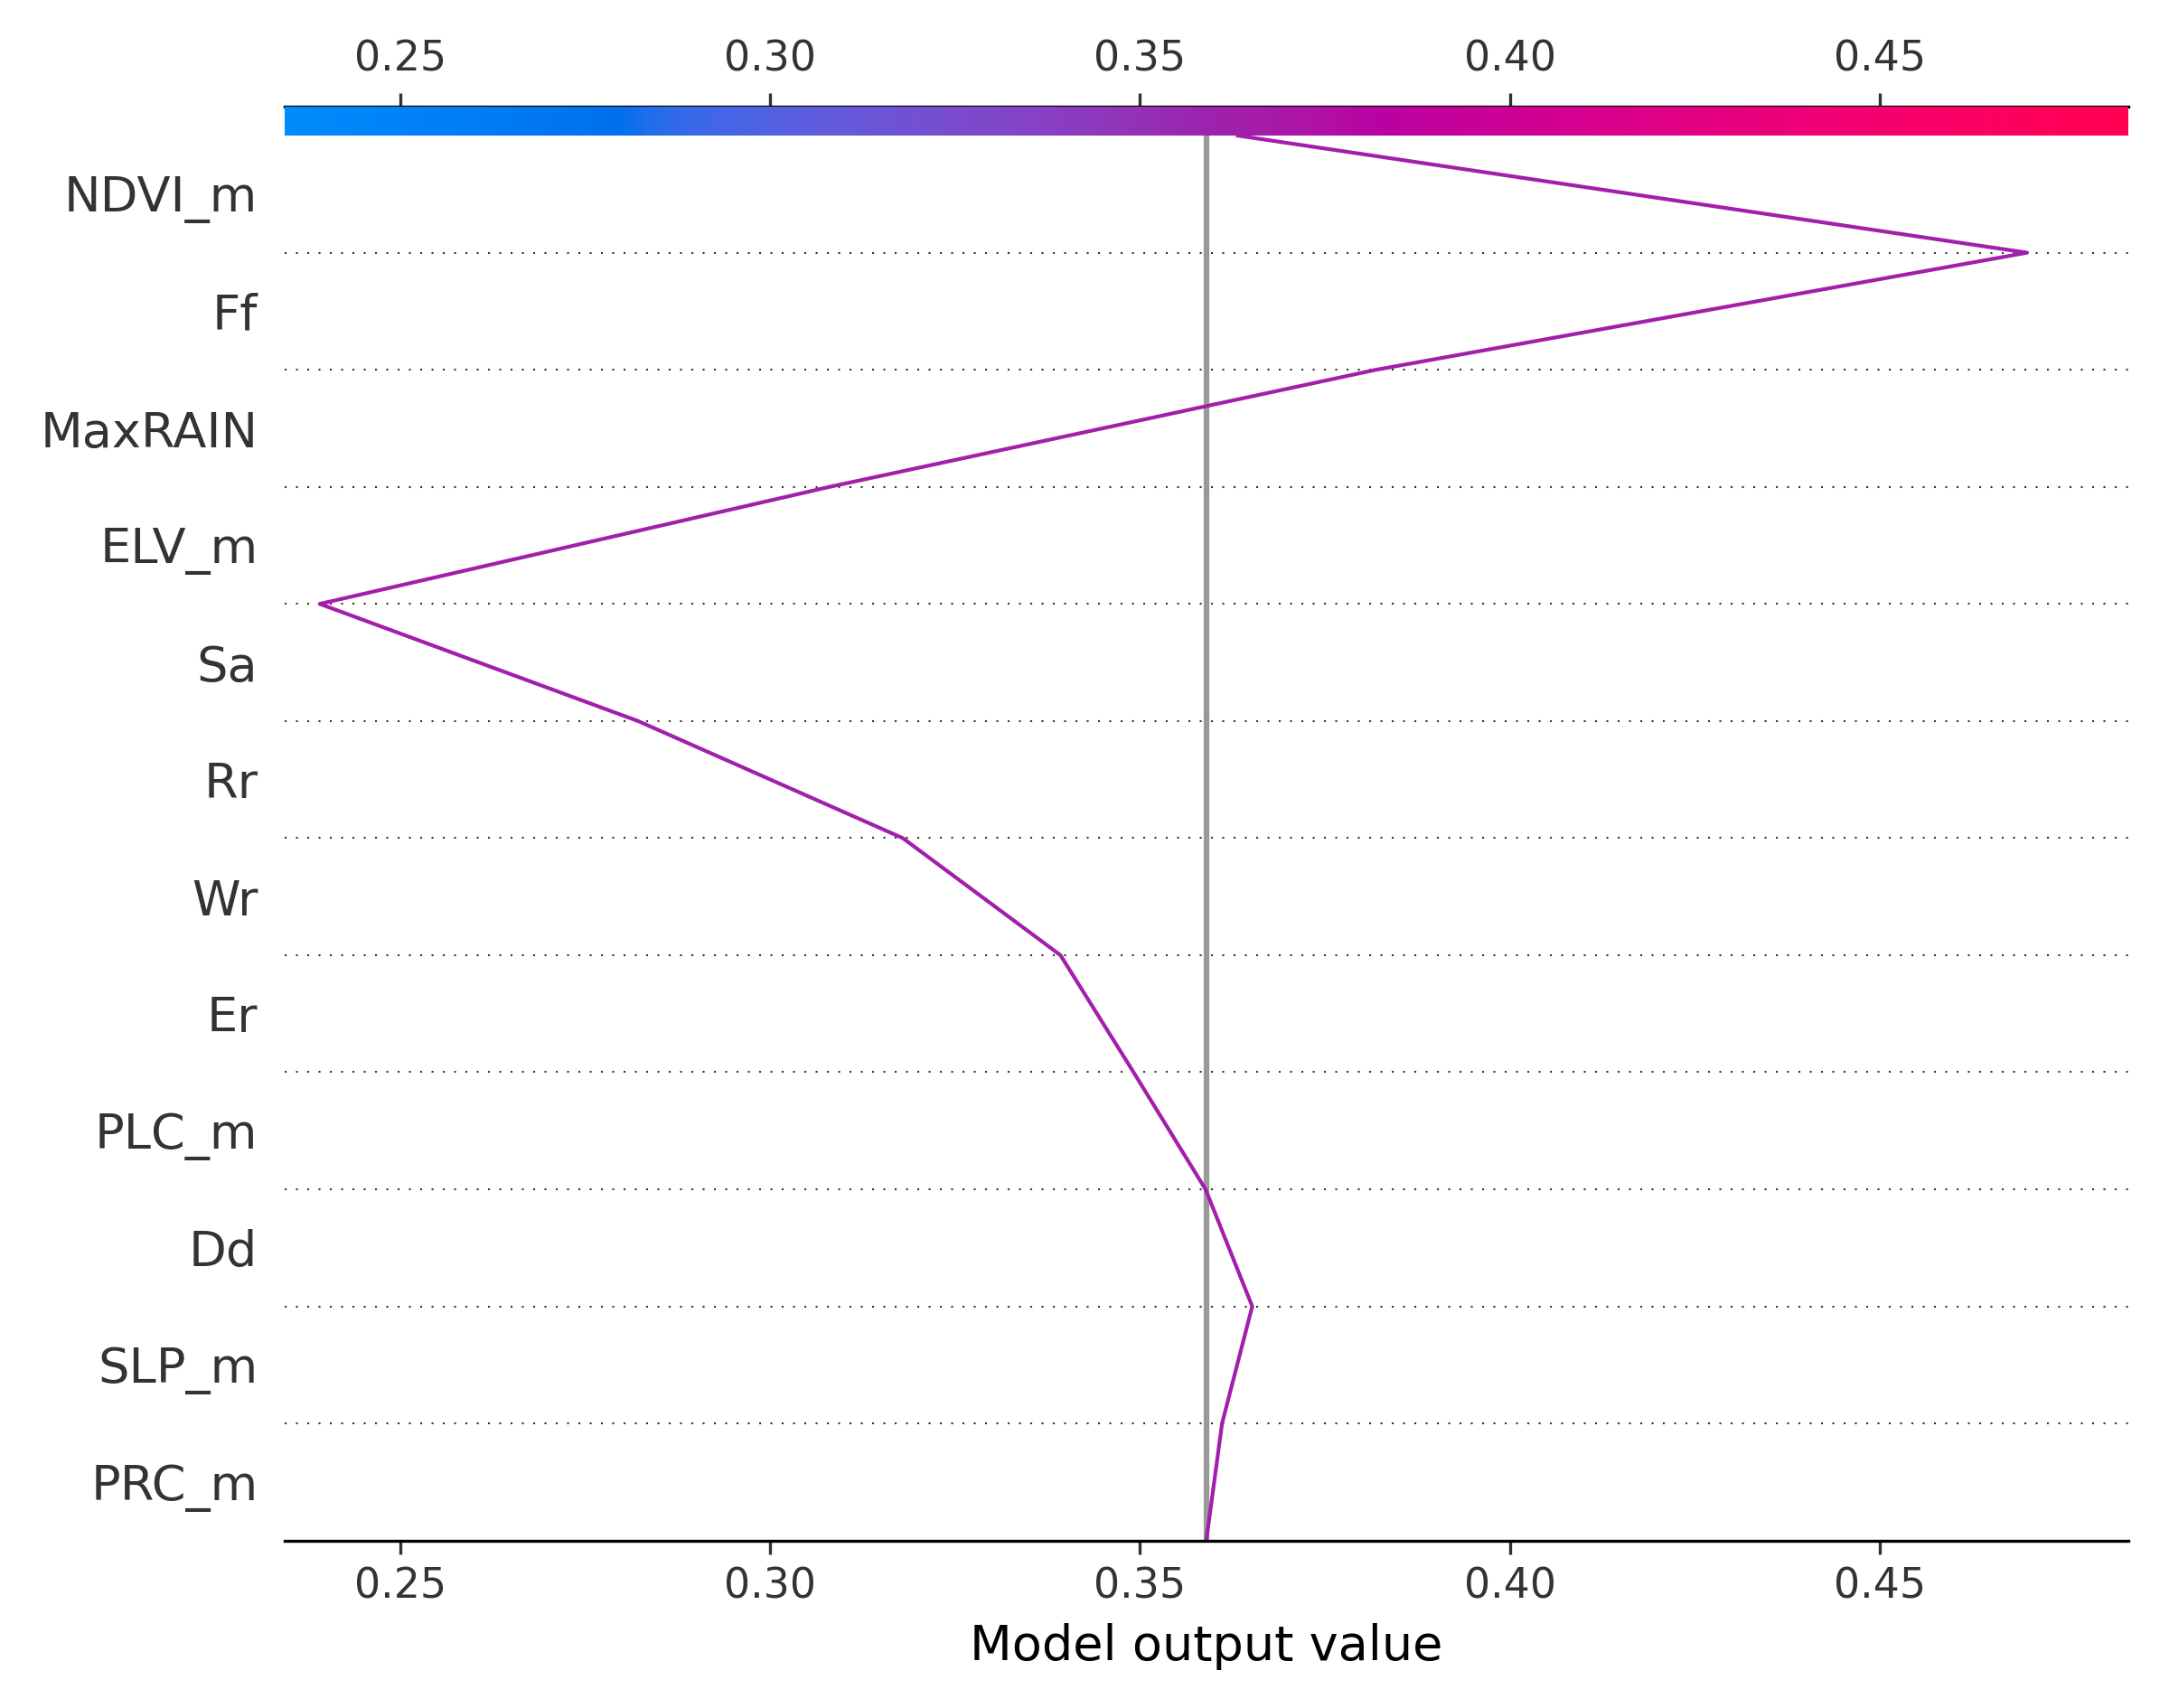 0.25 0.30 0.35 0.40 0.45
NDVI_m
Ff
MaxRAIN
ELV_m
Sa
Rr
Wr
Er
PLC_m
Dd
SLP_m
PRC_m
0.25 0.30 0.35 0.40 0.45
Model output value